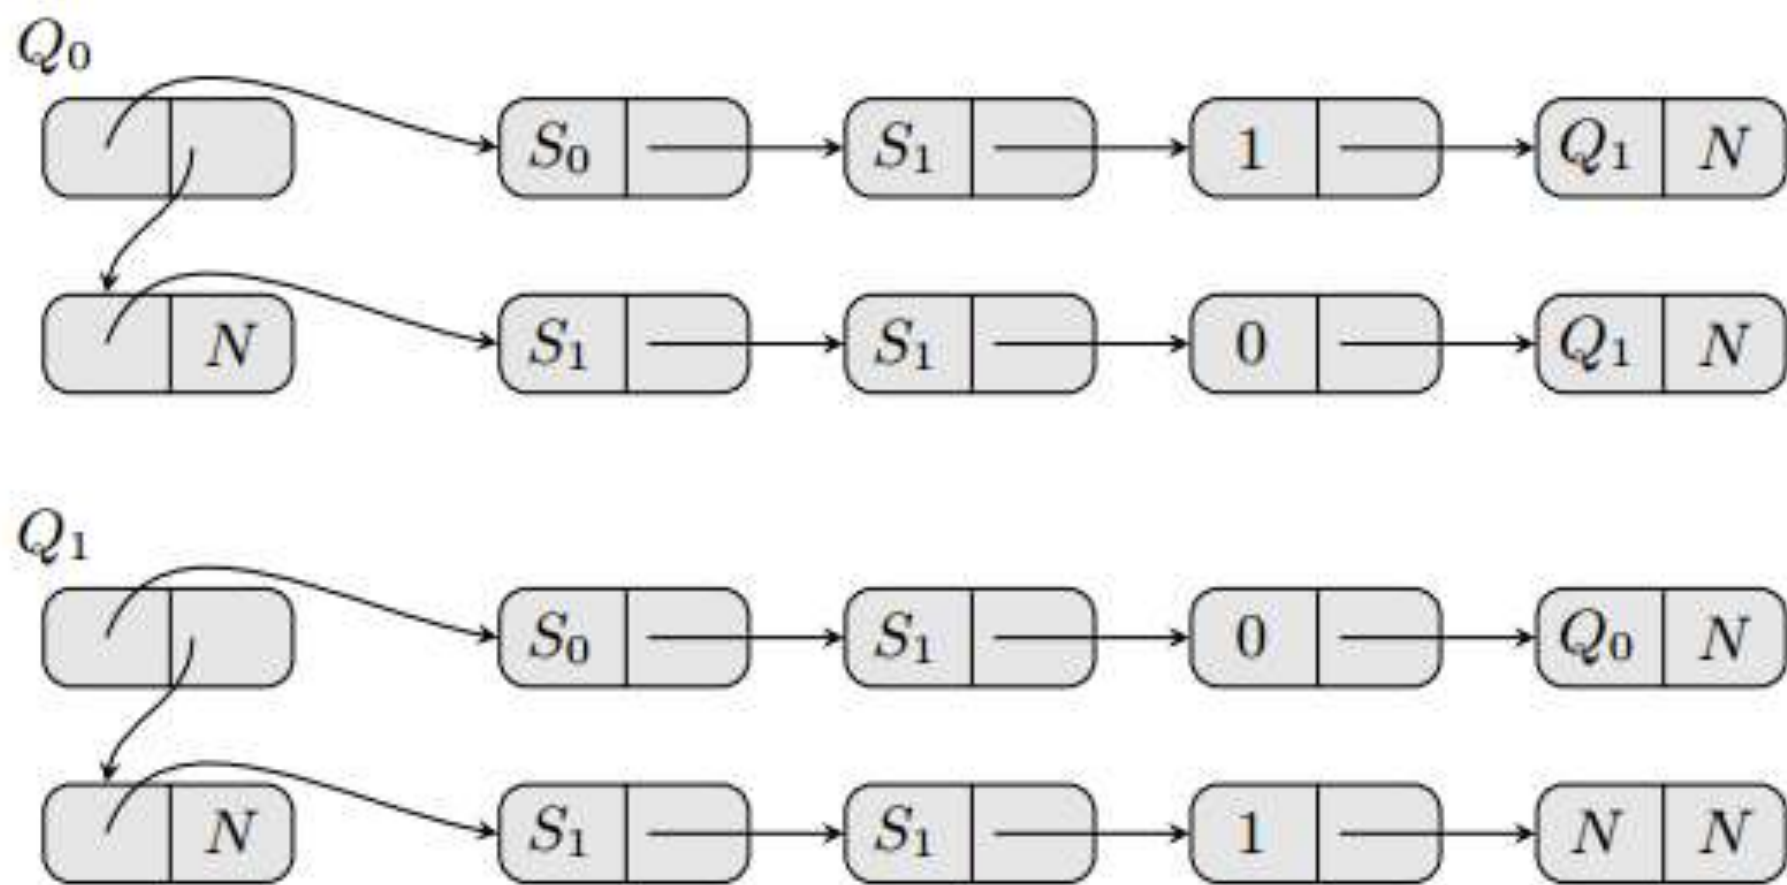 Q₀
S₀ S₁ 1 Q₁ N
N S₁ S₁ 0 Q₁ N
Q₁
S₀ S₁ 0 Q₀ N
N S₁ S₁ 1 N N